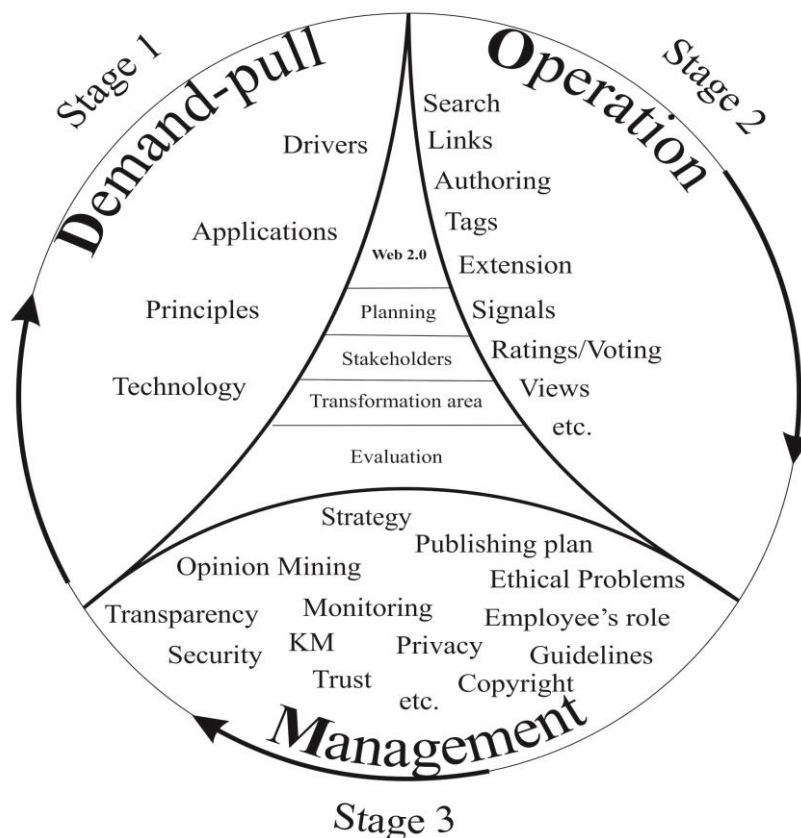 Stage 1
Demand-pull
Drivers
Applications
Principles
Technology
Stage 2
Operation
Search
Links
Authoring
Tags
Extension
Signals
Ratings/Voting
Views
etc.
Web 2.0
Planning
Stakeholders
Transformation area
Evaluation
Strategy
Publishing plan
Opinion Mining
Ethical Problems
Transparency
Monitoring
Employee’s role
Security
KM
Privacy
Guidelines
Trust
etc.
Copyright
Management
Stage 3